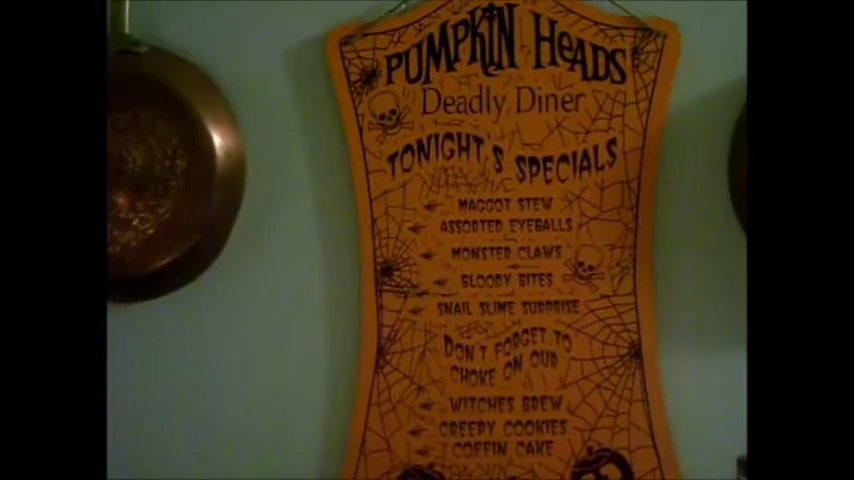 PUMPKIN HEADS
Deadly Diner
TONIGHT'S SPECIALS
MAGGOT STEW
ASSORTED EYEBALLS
MONSTER CLAWS
BLOODY BITES
SNAIL SLIME SURPRISE
DON'T FORGET TO
CHOKE ON OUR
WITCHES BREW
CREEPY COOKIES
COFFIN CAKE